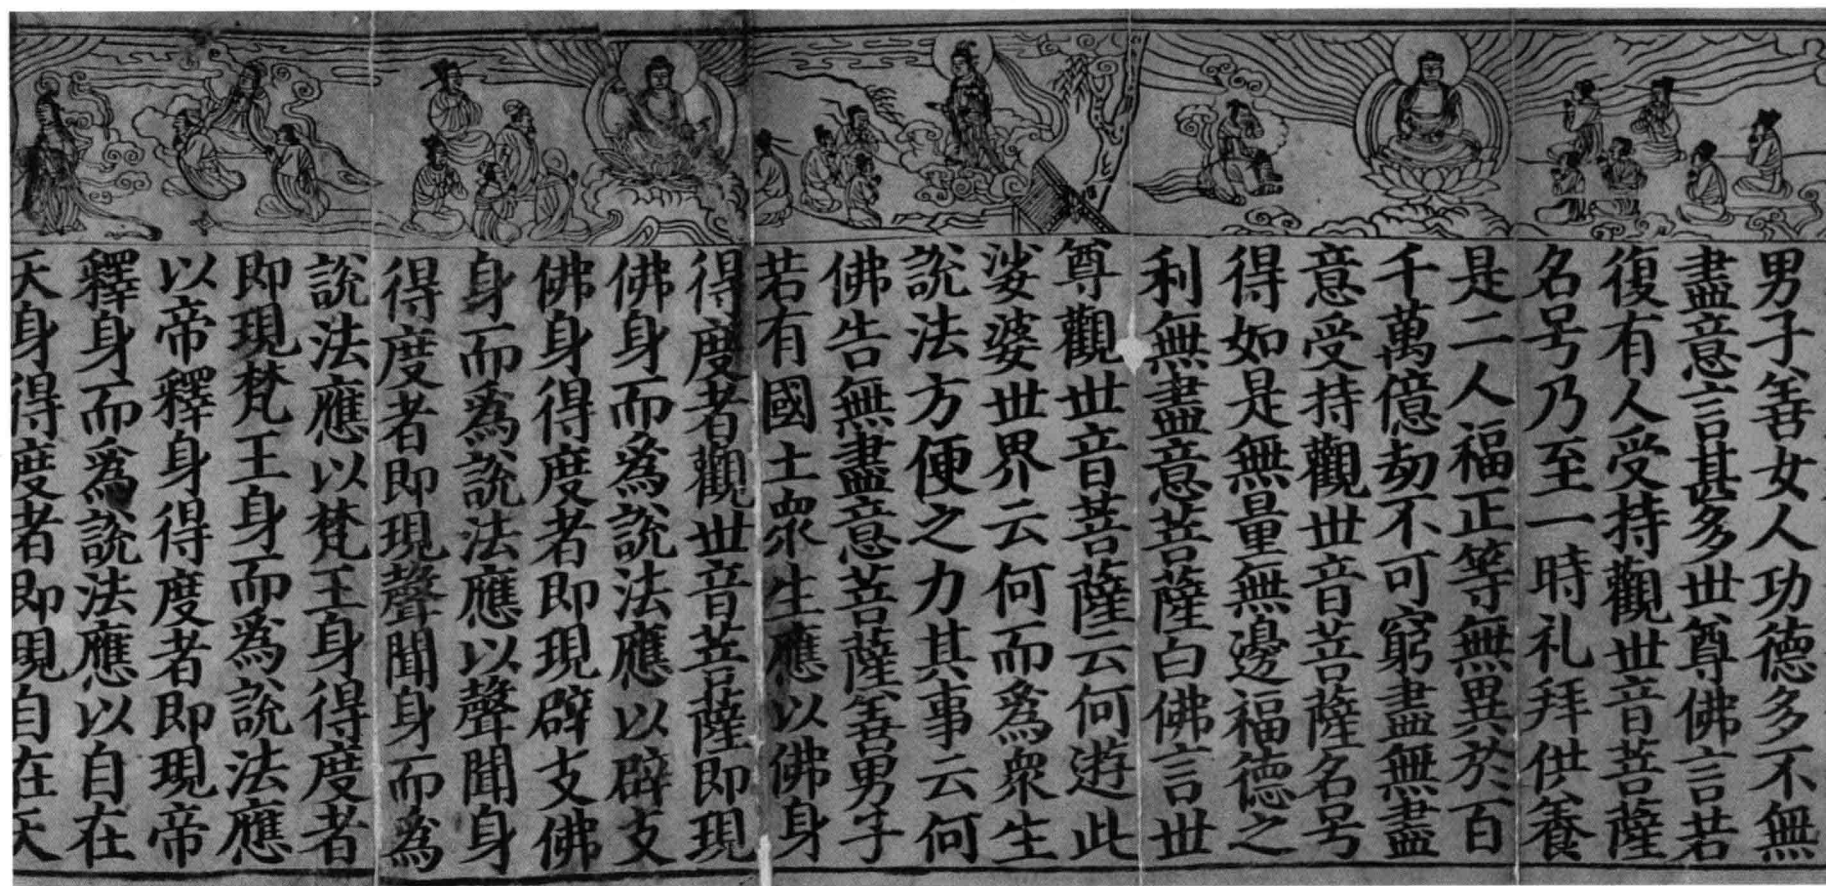 男子善女人功德多不無
盡意言甚多世尊佛言若
復有人受持觀世音菩薩
名号乃至一時礼拜供養
是二人福正等無異於百
千萬億劫不可窮盡無盡
意受持觀世音菩薩名号
得如是無量無邊福德之
利無盡意菩薩白佛言世
尊觀世音菩薩云何遊此
娑婆世界云何而爲衆生
說法方便之力其事云何
佛告無盡意菩薩善男子
若有國土衆生應以佛身
得度者觀世音菩薩即現
佛身而爲說法應以辟支
佛身得度者即現辟支佛
身而爲說法應以聲聞身
得度者即現聲聞身而爲
說法應以梵王身得度者
即現梵王身而爲說法應
以帝釋身得度者即現帝
釋身而爲說法應以自在
天身得度者即現自在天